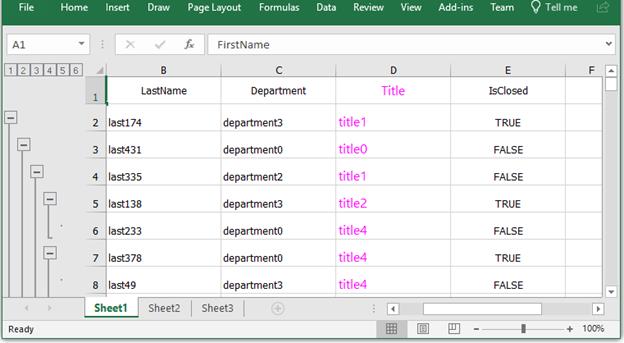 File Home Insert Draw Page Layout Formulas Data Review View Add-ins Team Tell me
A1 fx FirstName
1 2 3 4 5 6 B C D E F
1 LastName Department Title IsClosed
2 last174 department3 title1 TRUE
3 last431 department0 title0 FALSE
4 last335 department2 title1 FALSE
5 last138 department3 title2 TRUE
6 last233 department0 title4 FALSE
7 last378 department0 title4 TRUE
8 last49 department3 title4 FALSE
Sheet1 Sheet2 Sheet3
Ready 100%